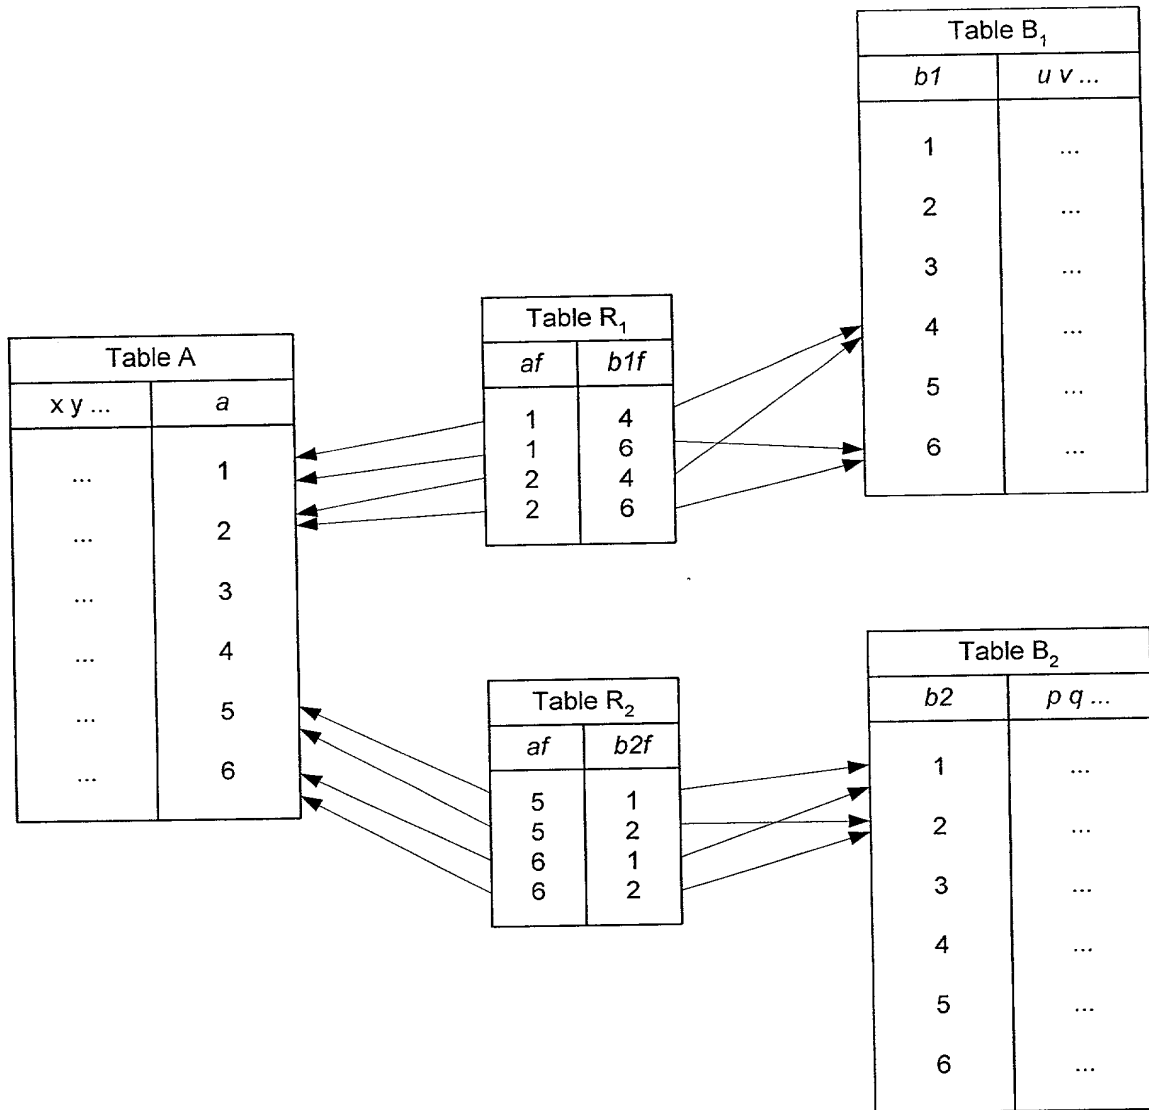 Table B1
b1 u v ...
1 ...
2 ...
3 ...
4 ...
5 ...
6 ...
Table R1
af b1f
1 4
1 6
2 4
2 6
Table A
x y ... a
... 1
... 2
... 3
... 4
... 5
... 6
Table R2
af b2f
5 1
5 2
6 1
6 2
Table B2
b2 p q ...
1 ...
2 ...
3 ...
4 ...
5 ...
6 ...